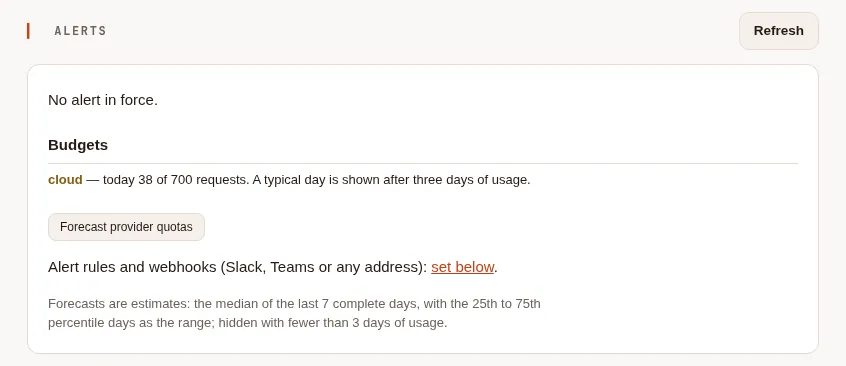 ALERTS
Refresh
No alert in force.
Budgets
cloud — today 38 of 700 requests. A typical day is shown after three days of usage.
Forecast provider quotas
Alert rules and webhooks (Slack, Teams or any address): set below.
Forecasts are estimates: the median of the last 7 complete days, with the 25th to 75th
percentile days as the range; hidden with fewer than 3 days of usage.